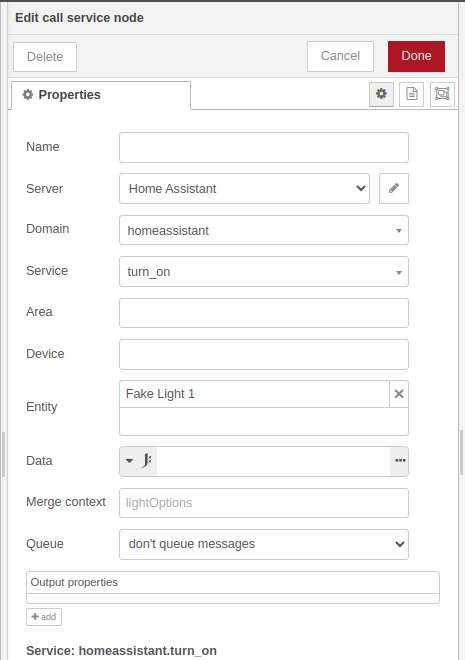 Edit call service node
Delete
Cancel
Done
Properties
Name
Server
Home Assistant
Domain
homeassistant
Service
turn_on
Area
Device
Entity
Fake Light 1
Data
Merge context
lightOptions
Queue
don't queue messages
Output properties
add
Service: homeassistant.turn_on